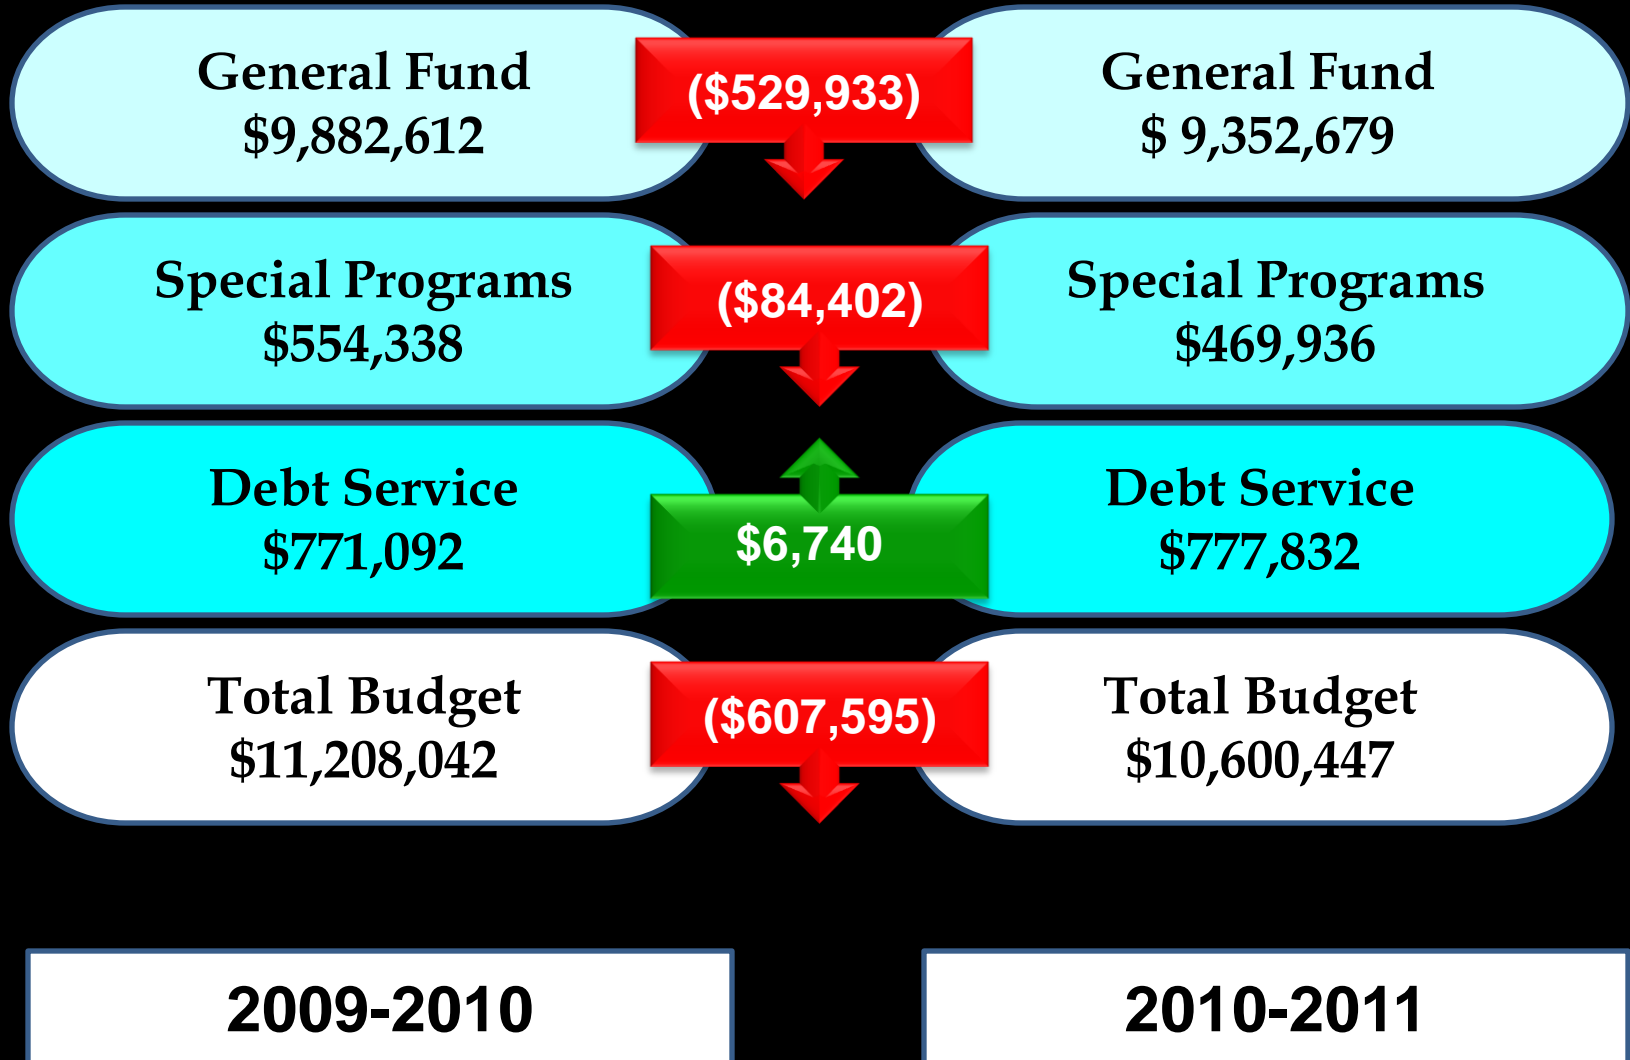 General Fund
$9,882,612
($529,933)
General Fund
$ 9,352,679
Special Programs
$554,338
($84,402)
Special Programs
$469,936
Debt Service
$771,092
$6,740
Debt Service
$777,832
Total Budget
$11,208,042
($607,595)
Total Budget
$10,600,447
2009-2010
2010-2011